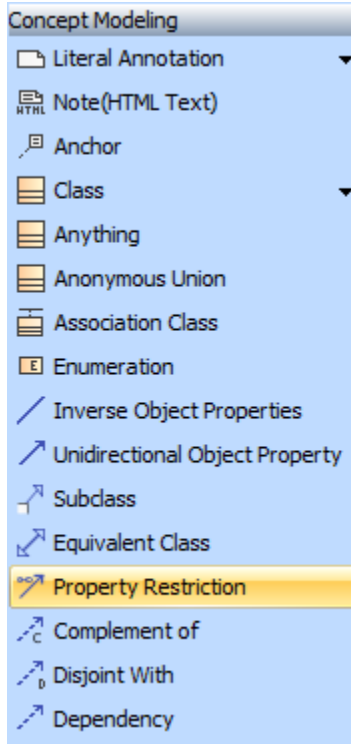 Concept Modeling
Literal Annotation
HTML Note(HTML Text)
Anchor
Class
Anything
Anonymous Union
Association Class
E Enumeration
Inverse Object Properties
Unidirectional Object Property
Subclass
Equivalent Class
Property Restriction
C Complement of
D Disjoint With
Dependency